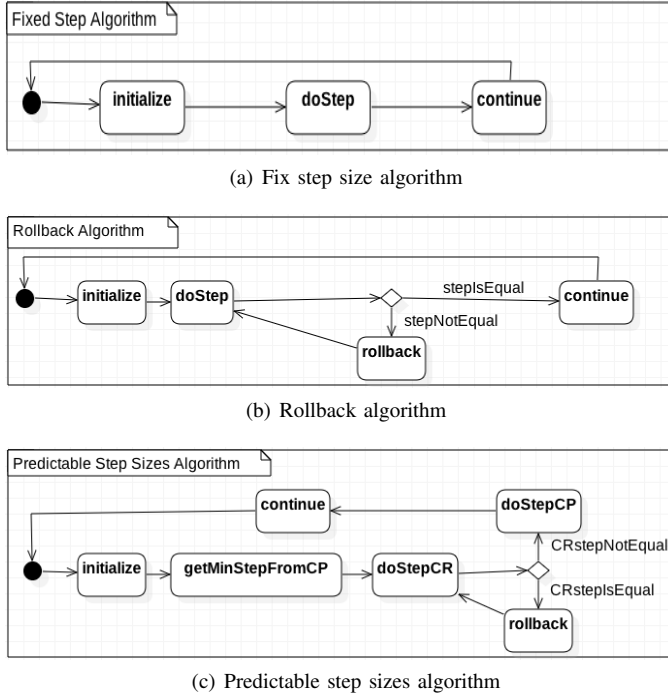 Fixed Step Algorithm
initialize
doStep
continue
(a) Fix step size algorithm
Rollback Algorithm
initialize
doStep
stepIsEqual
continue
stepNotEqual
rollback
(b) Rollback algorithm
Predictable Step Sizes Algorithm
continue
doStepCP
CRstepNotEqual
initialize
getMinStepFromCP
doStepCR
CRstepIsEqual
rollback
(c) Predictable step sizes algorithm